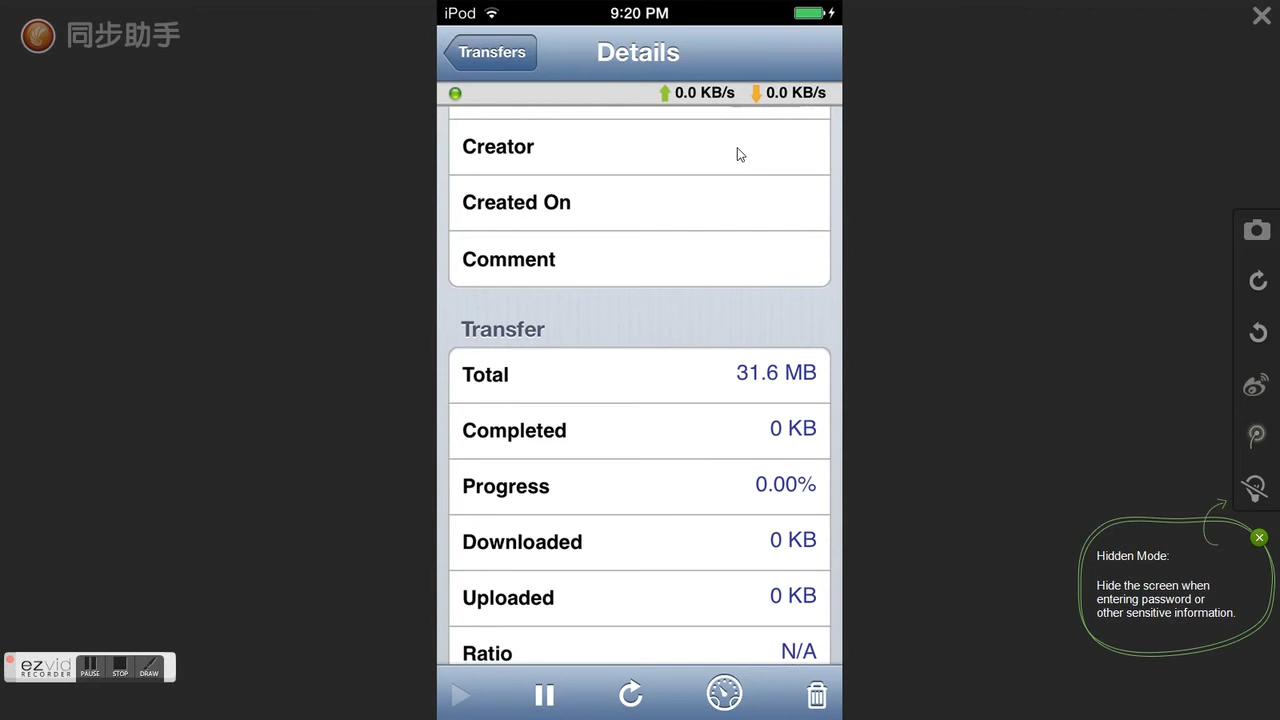 同步助手
iPod
9:20 PM
Transfers
Details
0.0 KB/s
0.0 KB/s
Creator
Created On
Comment
Transfer
Total
31.6 MB
Completed
0 KB
Progress
0.00%
Downloaded
0 KB
Uploaded
0 KB
Ratio
N/A
Hidden Mode:
Hide the screen when
entering password or
other sensitive information.
ezvid
RECORDER
PAUSE
STOP
DRAW